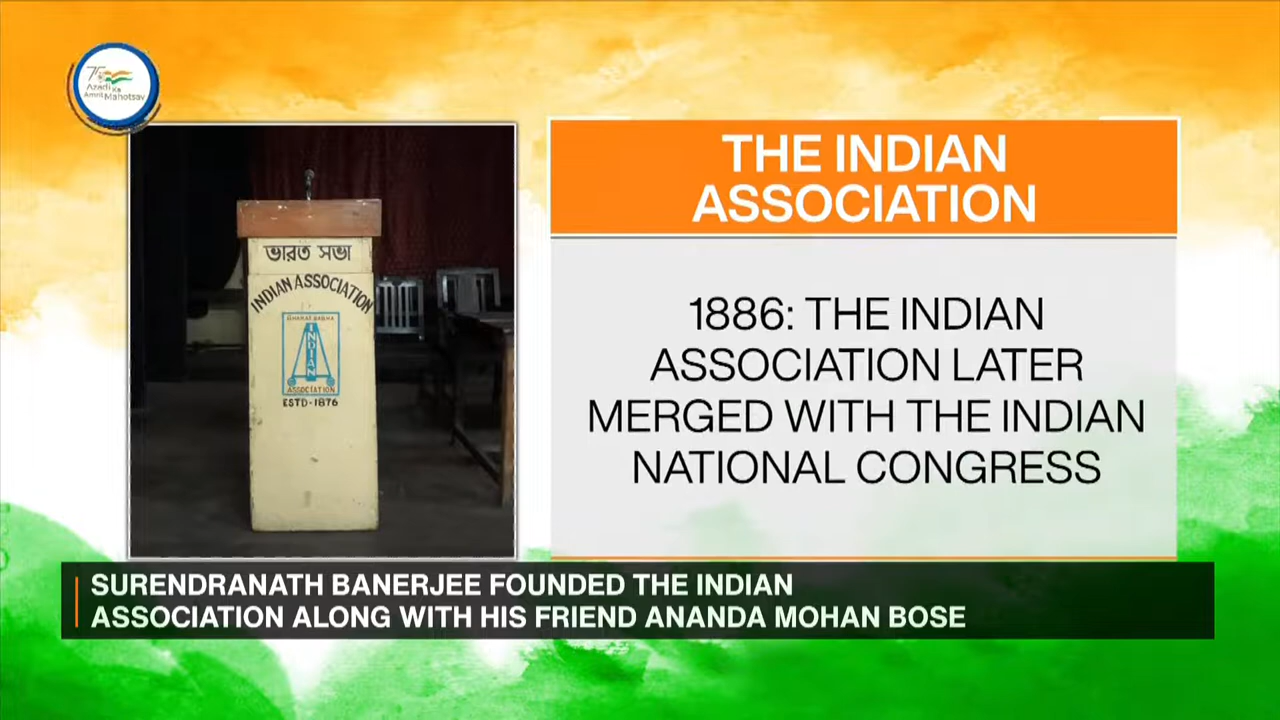 75
Azadi Ka
Amrit Mahotsav
ভারত সভা
INDIAN ASSOCIATION
BHARAT SABHA
INDIAN
ASSOCIATION
ESTD-1876
THE INDIAN
ASSOCIATION
1886: THE INDIAN
ASSOCIATION LATER
MERGED WITH THE INDIAN
NATIONAL CONGRESS
SURENDRANATH BANERJEE FOUNDED THE INDIAN
ASSOCIATION ALONG WITH HIS FRIEND ANANDA MOHAN BOSE